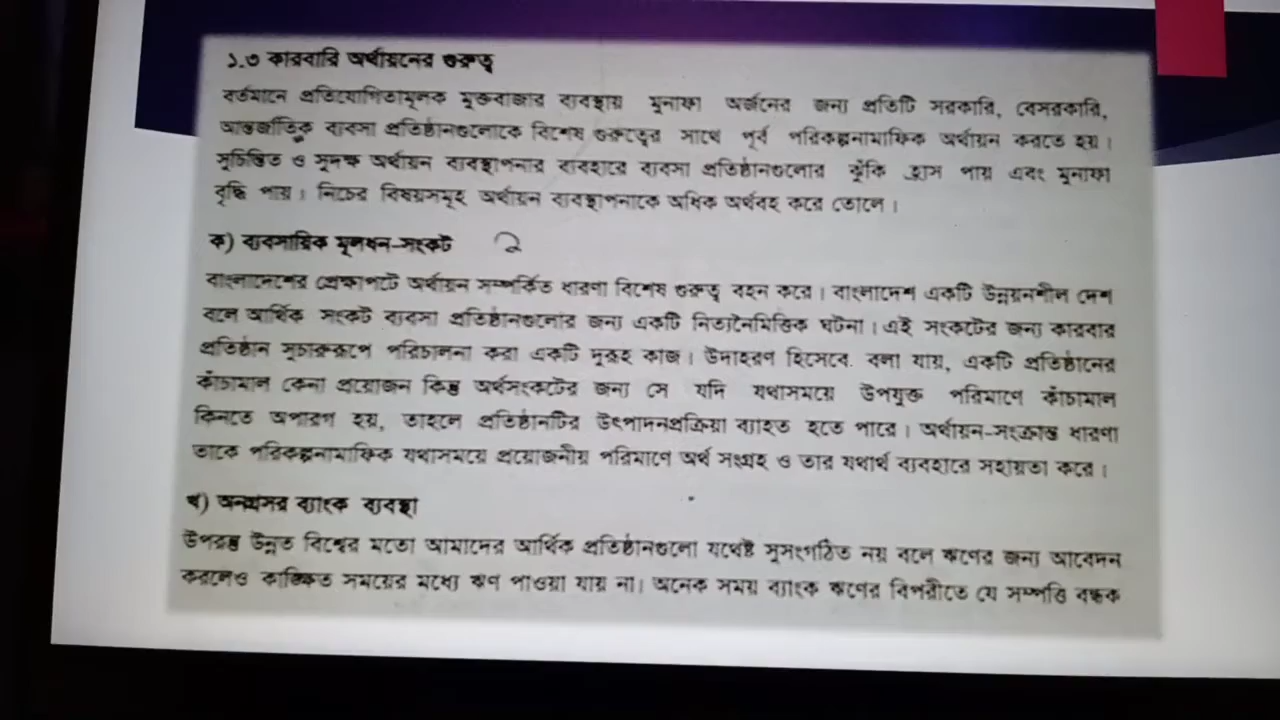 ১.৩ কারবারি অর্থায়নের গুরুত্ব
বর্তমানে প্রতিযোগিতামূলক মুক্তবাজার ব্যবস্থায় মুনাফা অর্জনের জন্য প্রতিটি সরকারি, বেসরকারি,
আন্তর্জাতিক ব্যবসা প্রতিষ্ঠানগুলোকে বিশেষ গুরুত্বের সাথে পূর্ব পরিকল্পনামাফিক অর্থায়ন করতে হয়।
সুচিন্তিত ও সুদক্ষ অর্থায়ন ব্যবস্থাপনার ব্যবহারে ব্যবসা প্রতিষ্ঠানগুলোর ঝুঁকি হ্রাস পায় এবং মুনাফা
বৃদ্ধি পায়। নিচের বিষয়সমূহ অর্থায়ন ব্যবস্থাপনাকে অধিক অর্থবহ করে তোলে।
ক) ব্যবসায়িক মূলধন-সংকট ২
বাংলাদেশের প্রেক্ষাপটে অর্থায়ন সম্পর্কিত ধারণা বিশেষ গুরুত্ব বহন করে। বাংলাদেশ একটি উন্নয়নশীল দেশ
বলে আর্থিক সংকট ব্যবসা প্রতিষ্ঠানগুলোর জন্য একটি নিত্যনৈমিত্তিক ঘটনা। এই সংকটের জন্য কারবার
প্রতিষ্ঠান সুচারুরূপে পরিচালনা করা একটি দুরূহ কাজ। উদাহরণ হিসেবে বলা যায়, একটি প্রতিষ্ঠানের
কাঁচামাল কেনা প্রয়োজন কিন্তু অর্থসংকটের জন্য সে যদি যথাসময়ে উপযুক্ত পরিমাণে কাঁচামাল
কিনতে অপারগ হয়, তাহলে প্রতিষ্ঠানটির উৎপাদনপ্রক্রিয়া ব্যাহত হতে পারে। অর্থায়ন-সংক্রান্ত ধারণা
তাকে পরিকল্পনামাফিক যথাসময়ে প্রয়োজনীয় পরিমাণে অর্থ সংগ্রহ ও তার যথার্থ ব্যবহারে সহায়তা করে।
খ) অনগ্রসর ব্যাংক ব্যবস্থা
উপরন্তু উন্নত বিশ্বের মতো আমাদের আর্থিক প্রতিষ্ঠানগুলো যথেষ্ট সুসংগঠিত নয় বলে ঋণের জন্য আবেদন
করলেও কাঙ্ক্ষিত সময়ের মধ্যে ঋণ পাওয়া যায় না। অনেক সময় ব্যাংক ঋণের বিপরীতে যে সম্পত্তি বন্ধক